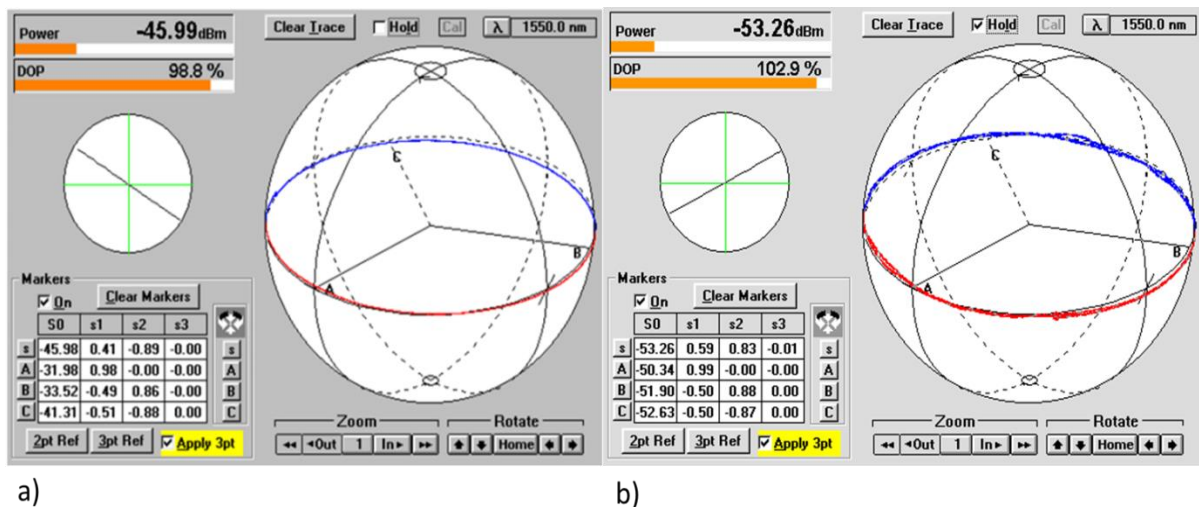 Power -45.99dBm
DOP 98.8 %
Clear Trace Hold Cal λ 1550.0 nm
C
A
B
Markers
On Clear Markers
S0 s1 s2 s3
s -45.98 0.41 -0.89 -0.00 s
A -31.98 0.98 -0.00 -0.00 A
B -33.52 -0.49 0.86 -0.00 B
C -41.31 -0.51 -0.88 0.00 C
2pt Ref 3pt Ref Apply 3pt
Zoom Rotate
Out 1 In Home
a)
Power -53.26dBm
DOP 102.9 %
Clear Trace Hold Cal λ 1550.0 nm
C
B
A
Markers
On Clear Markers
S0 s1 s2 s3
s -53.26 0.59 0.83 -0.01 s
A -50.34 0.99 -0.00 -0.00 A
B -51.90 -0.50 0.88 0.00 B
C -52.63 -0.50 -0.87 0.00 C
2pt Ref 3pt Ref Apply 3pt
Zoom Rotate
Out 1 In Home
b)